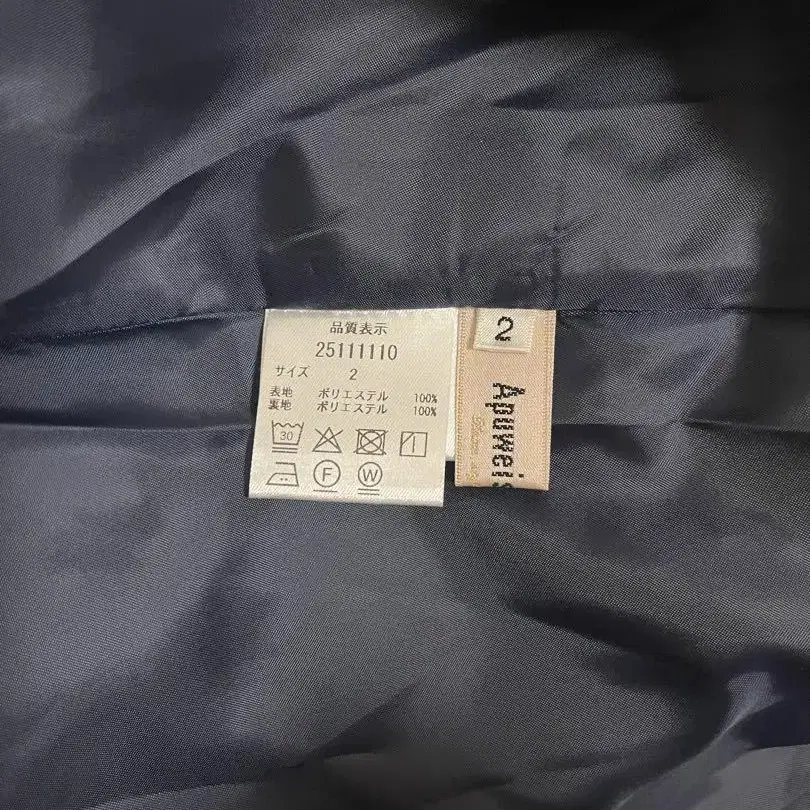 品質表示
25111110
サイズ 2
表地 ポリエステル 100%
裏地 ポリエステル 100%
30
F
W
2
Apuweis